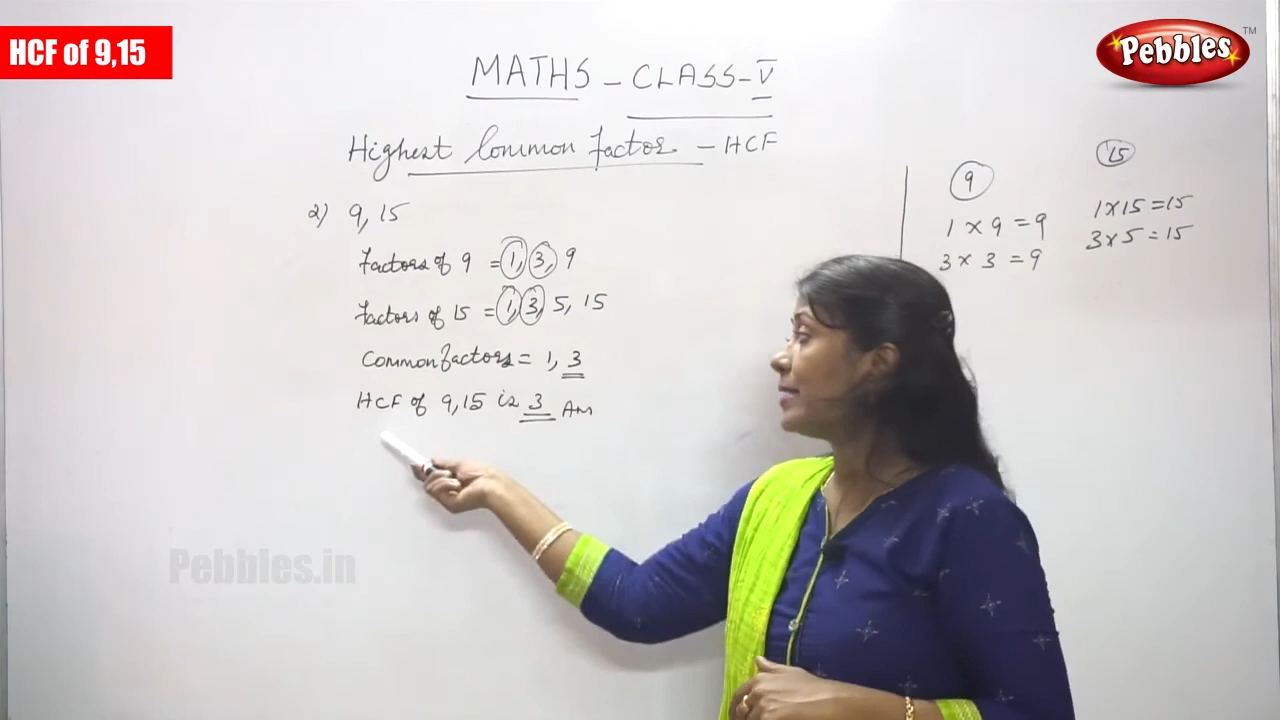 HCF of 9,15
Pebbles TM
MATHS - CLASS - V
Highest Common Factor - HCF
2) 9, 15
Factors of 9 = 1, 3, 9
Factors of 15 = 1, 3, 5, 15
Common factors = 1, 3
HCF of 9, 15 is 3 Ans
9
1 × 9 = 9
3 × 3 = 9
15
1 × 15 = 15
3 × 5 = 15
Pebbles.in